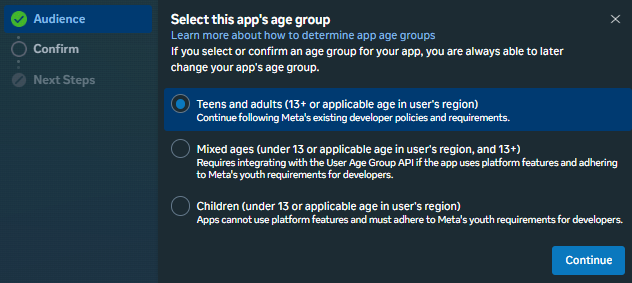 Audience
Confirm
Next Steps
Select this app's age group
Learn more about how to determine app age groups
If you select or confirm an age group for your app, you are always able to later
change your app's age group.
Teens and adults (13+ or applicable age in user's region)
Continue following Meta's existing developer policies and requirements.
Mixed ages (under 13 or applicable age in user's region, and 13+)
Requires integrating with the User Age Group API if the app uses platform features and adhering
to Meta's youth requirements for developers.
Children (under 13 or applicable age in user's region)
Apps cannot use platform features and must adhere to Meta's youth requirements for developers.
Continue